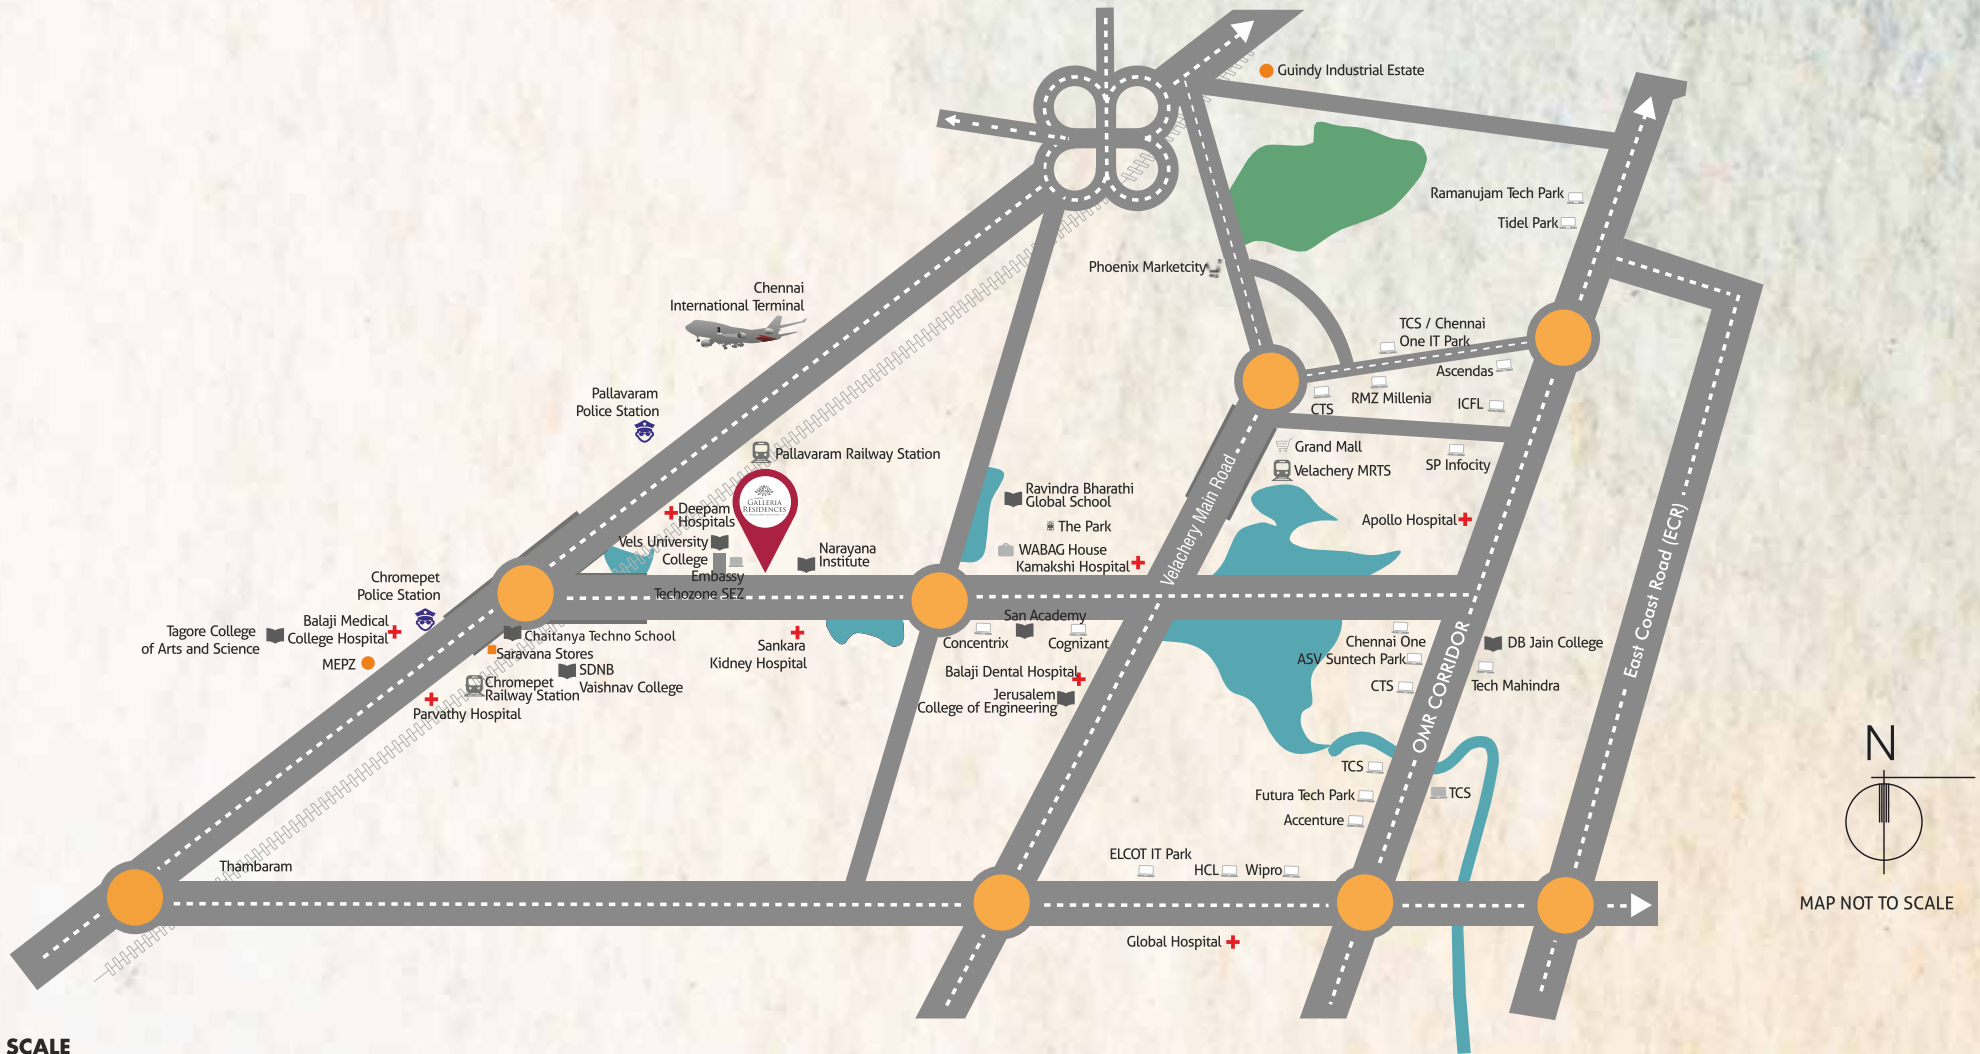 Guindy Industrial Estate
Ramanujam Tech Park
Tidel Park
Phoenix Marketcity
Chennai
International Terminal
TCS / Chennai
One IT Park
Ascendas
Pallavaram
Police Station
RMZ Millenia
CTS
ICFL
Grand Mall
Velachery MRTS
SP Infocity
Pallavaram Railway Station
GALLERIA
RESIDENCES
Deepam
Hospitals
Vels University
College
Embassy
Techozone SEZ
Narayana
Institute
Ravindra Bharathi
Global School
The Park
WABAG House
Kamakshi Hospital
Velachery Main Road
Apollo Hospital
East Coast Road (ECR)
OMR CORRIDOR
Chromepet
Police Station
Balaji Medical
College Hospital
Tagore College
of Arts and Science
MEPZ
Chaitanya Techno School
Saravana Stores
SDNB
Vaishnav College
Chromepet
Railway Station
Parvathy Hospital
Sankara
Kidney Hospital
San Academy
Concentrix
Cognizant
Balaji Dental Hospital
Jerusalem
College of Engineering
Chennai One
ASV Suntech Park
CTS
DB Jain College
Tech Mahindra
TCS
Futura Tech Park
TCS
Accenture
ELCOT IT Park
HCL
Wipro
Thambaram
Global Hospital
N
MAP NOT TO SCALE
SCALE